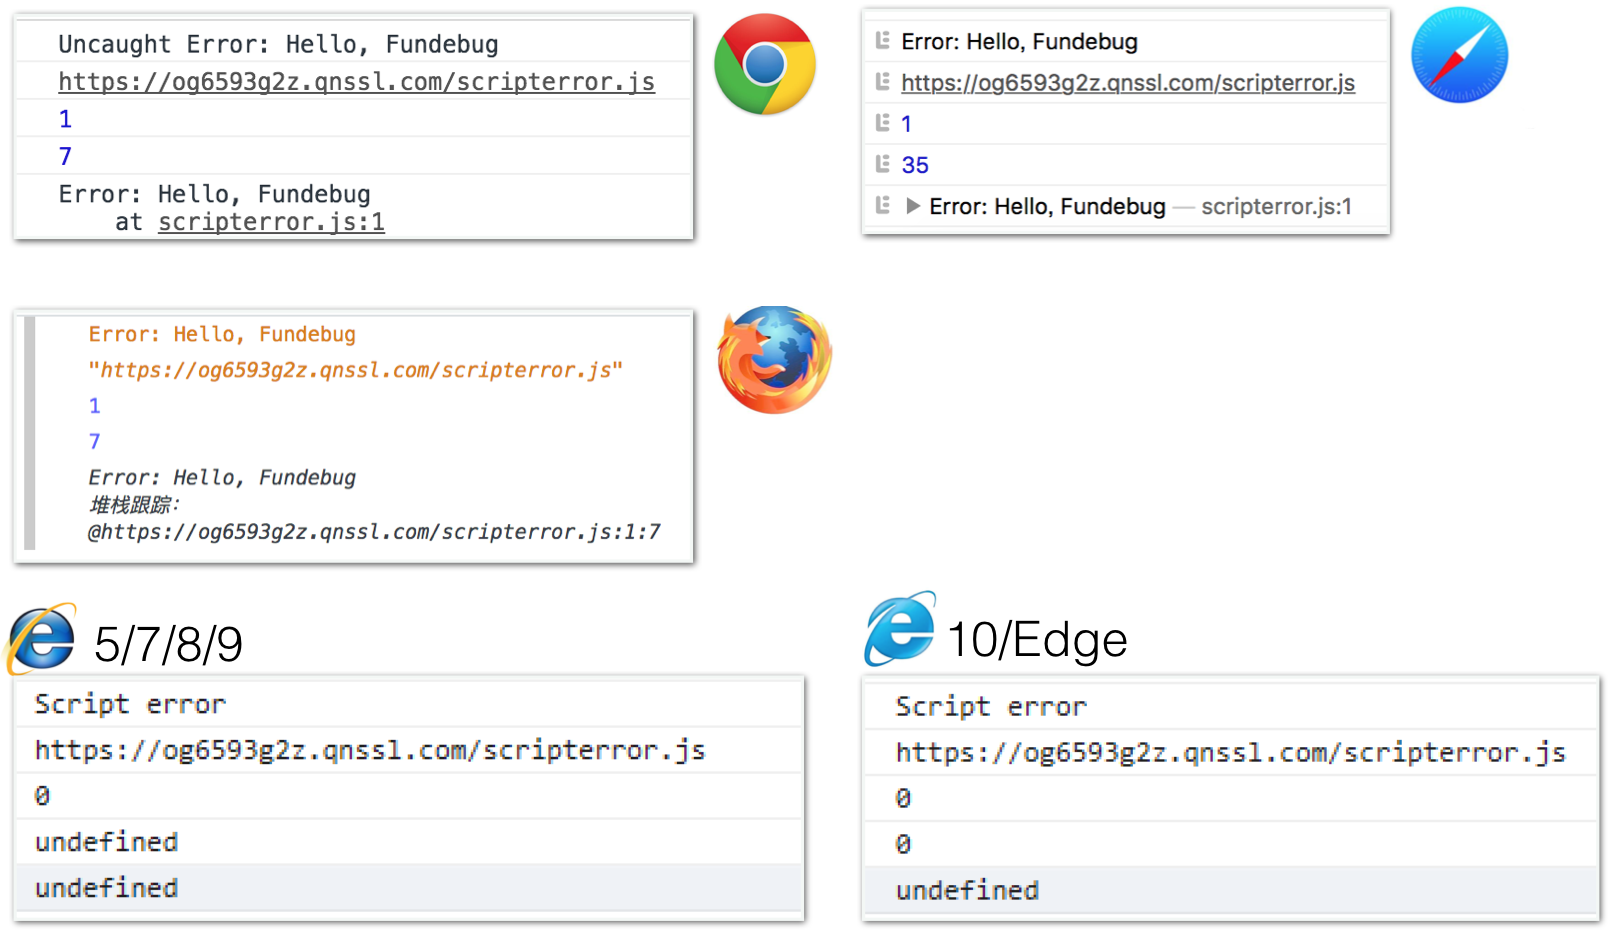 Uncaught Error: Hello, Fundebug
https://og6593g2z.qnssl.com/scripterror.js
1
7
Error: Hello, Fundebug
at scripterror.js:1
Error: Hello, Fundebug
https://og6593g2z.qnssl.com/scripterror.js
1
35
Error: Hello, Fundebug — scripterror.js:1
Error: Hello, Fundebug
"https://og6593g2z.qnssl.com/scripterror.js"
1
7
Error: Hello, Fundebug
堆栈跟踪:
@https://og6593g2z.qnssl.com/scripterror.js:1:7
5/7/8/9
Script error
https://og6593g2z.qnssl.com/scripterror.js
0
undefined
undefined
10/Edge
Script error
https://og6593g2z.qnssl.com/scripterror.js
0
0
undefined